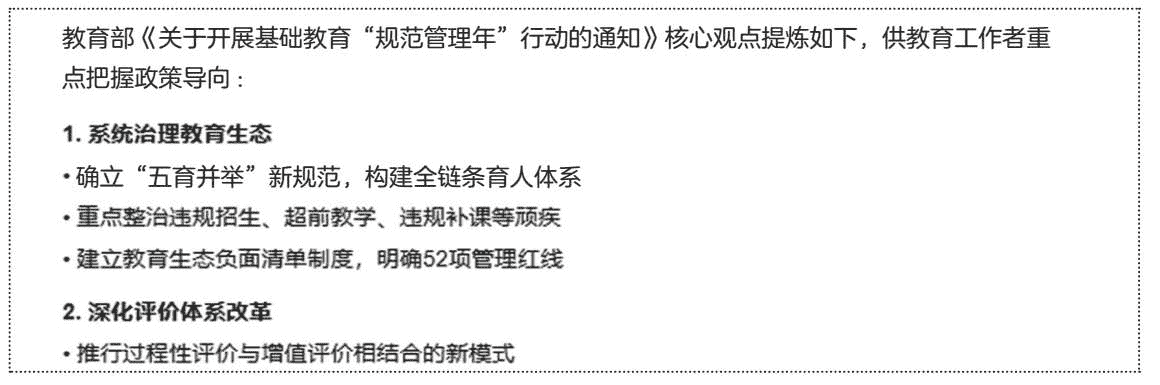 教育部《关于开展基础教育“规范管理年”行动的通知》核心观点提炼如下，供教育工作者重
点把握政策导向：
1. 系统治理教育生态
• 确立“五育并举”新规范，构建全链条育人体系
• 重点整治违规招生、超前教学、违规补课等顽疾
• 建立教育生态负面清单制度，明确52项管理红线
2. 深化评价体系改革
• 推行过程性评价与增值评价相结合的新模式